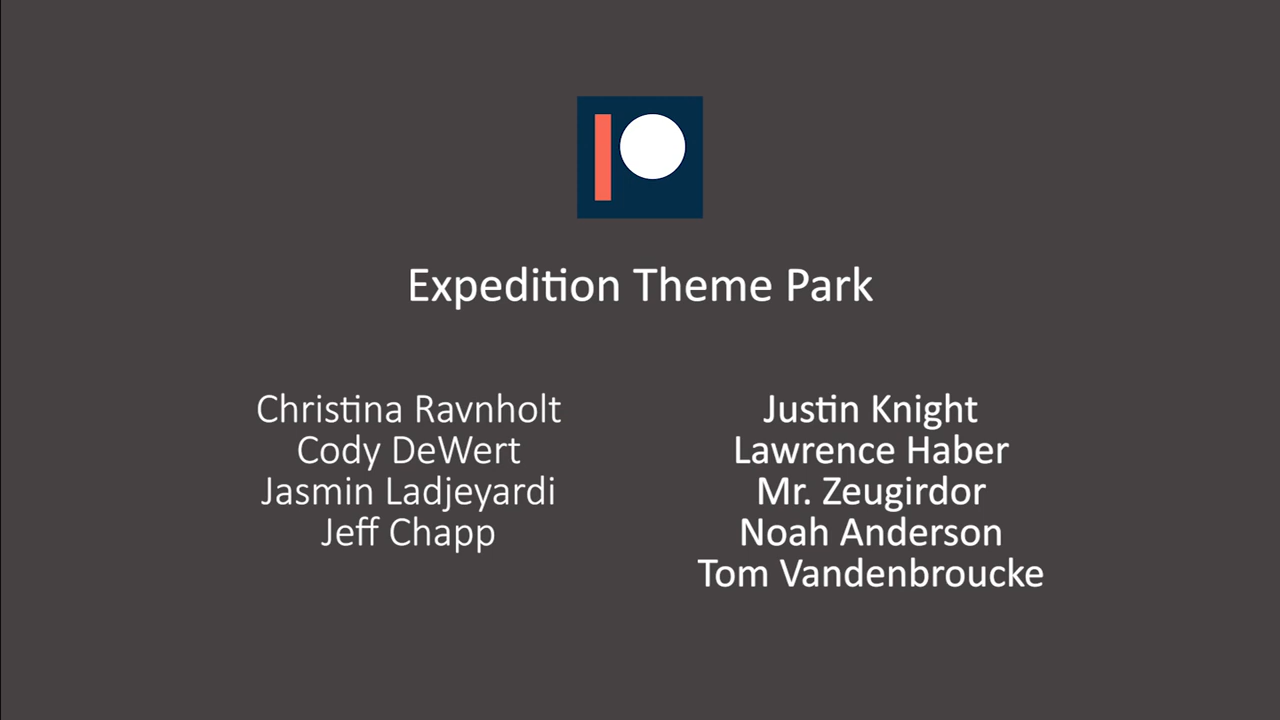 Expedition Theme Park
Christina Ravnholt
Cody DeWert
Jasmin Ladjeyardi
Jeff Chapp
Justin Knight
Lawrence Haber
Mr. Zeugirdor
Noah Anderson
Tom Vandenbroucke